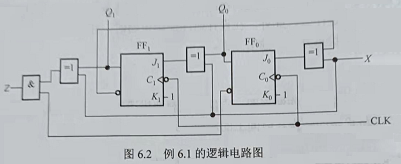 Q₁ Q₀
FF₁ FF₀
=1 J₁ =1 J₀ =1 X
Z & C₁ C₀
K₁ 1 K₀ 1
CLK
图 6.2 例 6.1 的逻辑电路图